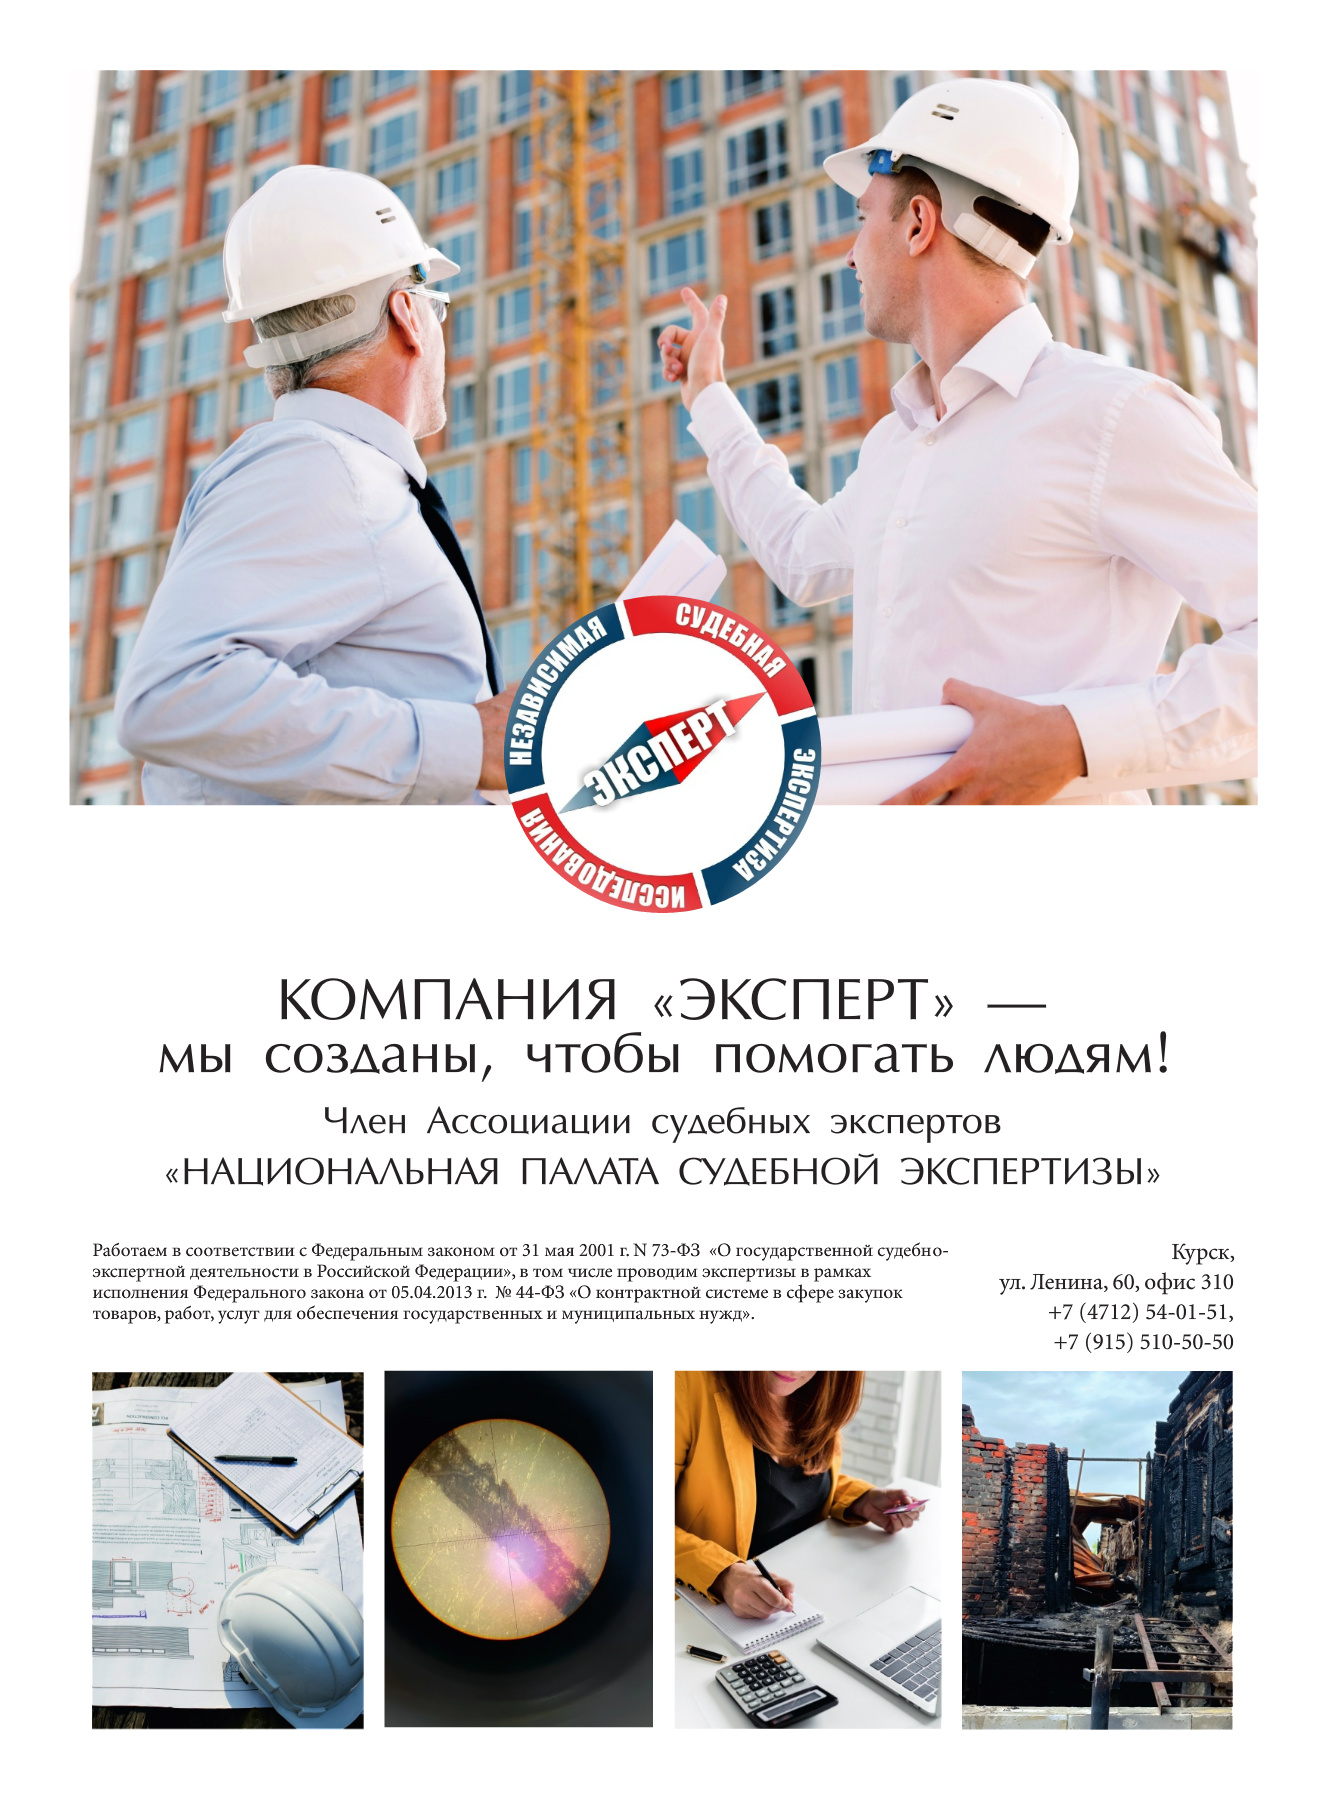 НЕЗАВИСИМАЯ
СУДЕБНАЯ
ЭКСПЕРТИЗА
ИССЛЕДОВАНИЯ
ЭКСПЕРТ
КОМПАНИЯ «ЭКСПЕРТ» —
мы созданы, чтобы помогать людям!
Член Ассоциации судебных экспертов
«НАЦИОНАЛЬНАЯ ПАЛАТА СУДЕБНОЙ ЭКСПЕРТИЗЫ»
Работаем в соответствии с Федеральным законом от 31 мая 2001 г. N 73-ФЗ «О государственной судебно-
экспертной деятельности в Российской Федерации», в том числе проводим экспертизы в рамках
исполнения Федерального закона от 05.04.2013 г. № 44-ФЗ «О контрактной системе в сфере закупок
товаров, работ, услуг для обеспечения государственных и муниципальных нужд».
Курск,
ул. Ленина, 60, офис 310
+7 (4712) 54-01-51,
+7 (915) 510-50-50